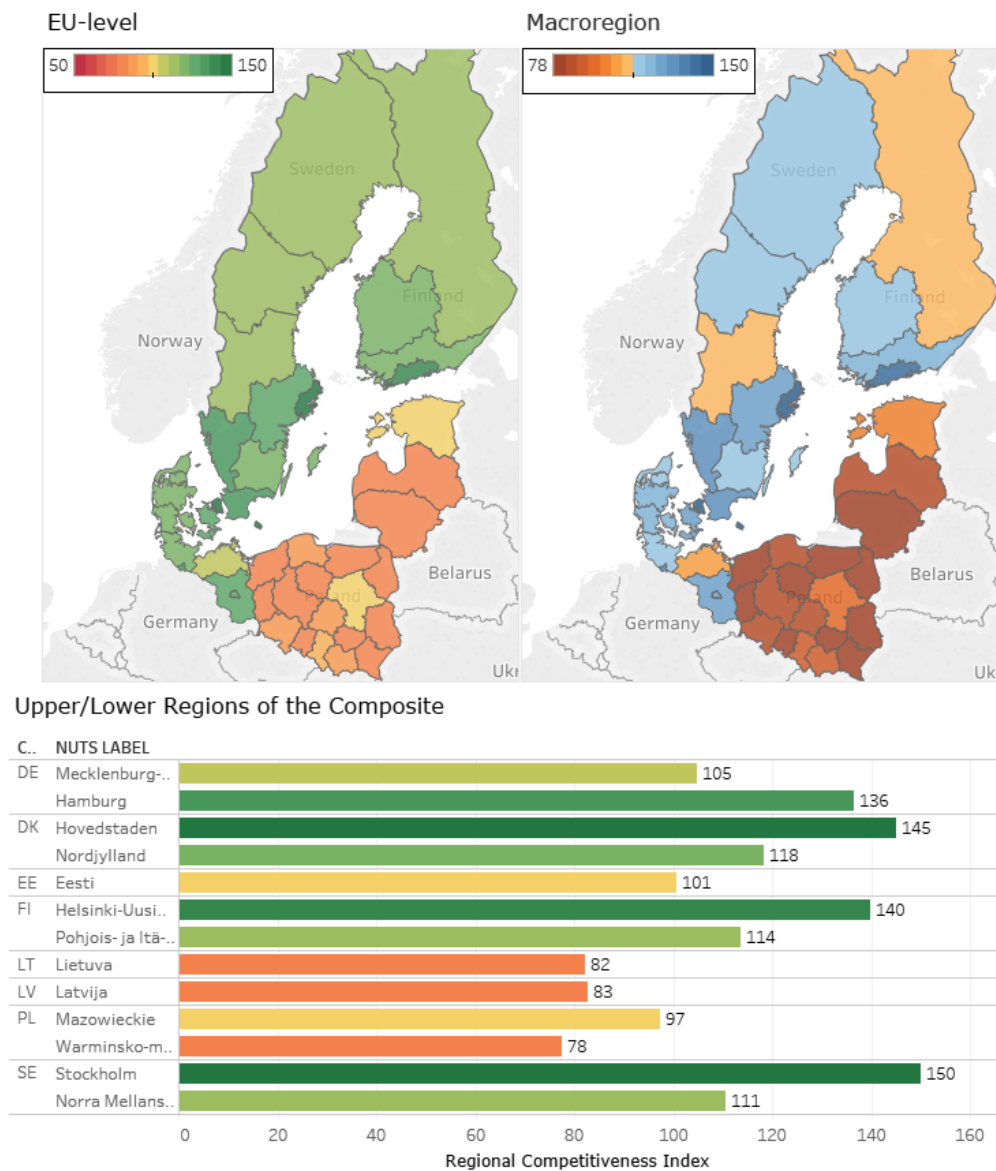 EU-level
50 150
Sweden
Finland
Norway
Belarus
Poland
Germany
Ukr
Macroregion
78 150
Sweden
Finland
Norway
Belarus
Poland
Germany
Uk
Upper/Lower Regions of the Composite
C.. NUTS LABEL
DE Mecklenburg-.. 105
Hamburg 136
DK Hovedstaden 145
Nordjylland 118
EE Eesti 101
FI Helsinki-Uusi.. 140
Pohjois- ja Itä-.. 114
LT Lietuva 82
LV Latvija 83
PL Mazowieckie 97
Warminsko-m.. 78
SE Stockholm 150
Norra Mellans.. 111
0 20 40 60 80 100 120 140 160
Regional Competitiveness Index